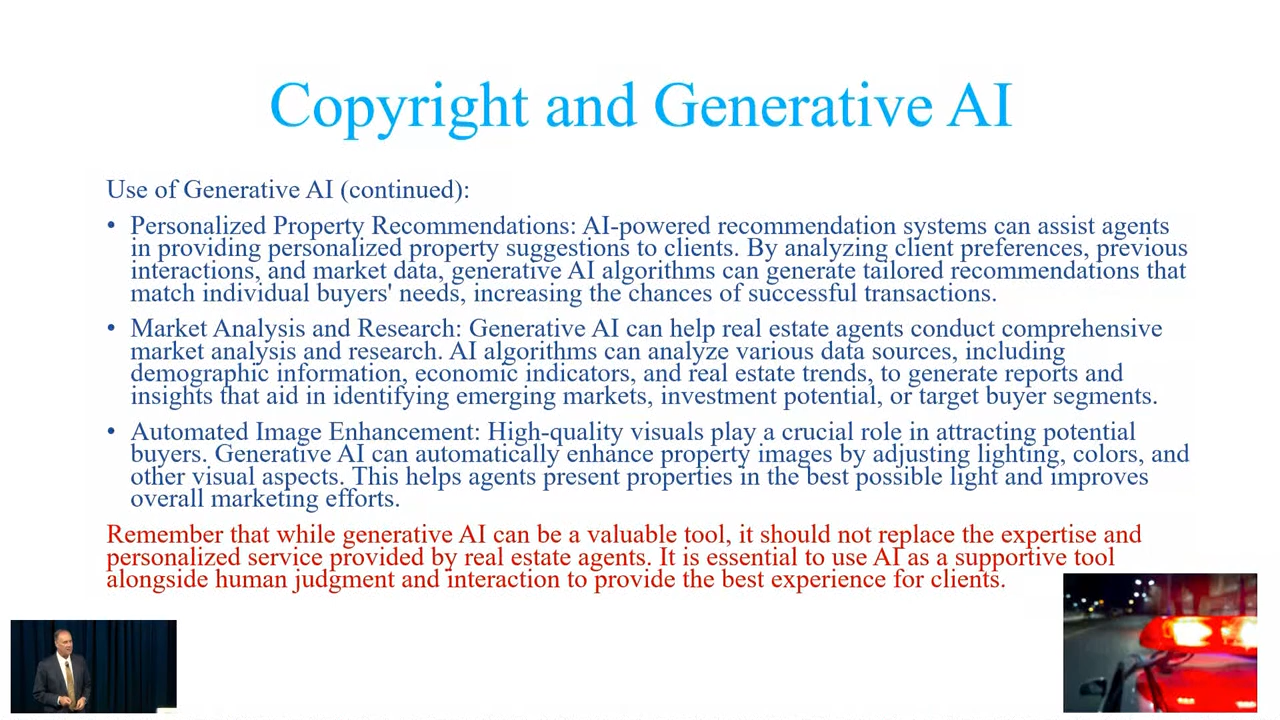 Copyright and Generative AI
Use of Generative AI (continued):
• Personalized Property Recommendations: AI-powered recommendation systems can assist agents
in providing personalized property suggestions to clients. By analyzing client preferences, previous
interactions, and market data, generative AI algorithms can generate tailored recommendations that
match individual buyers' needs, increasing the chances of successful transactions.
• Market Analysis and Research: Generative AI can help real estate agents conduct comprehensive
market analysis and research. AI algorithms can analyze various data sources, including
demographic information, economic indicators, and real estate trends, to generate reports and
insights that aid in identifying emerging markets, investment potential, or target buyer segments.
• Automated Image Enhancement: High-quality visuals play a crucial role in attracting potential
buyers. Generative AI can automatically enhance property images by adjusting lighting, colors, and
other visual aspects. This helps agents present properties in the best possible light and improves
overall marketing efforts.
Remember that while generative AI can be a valuable tool, it should not replace the expertise and
personalized service provided by real estate agents. It is essential to use AI as a supportive tool
alongside human judgment and interaction to provide the best experience for clients.